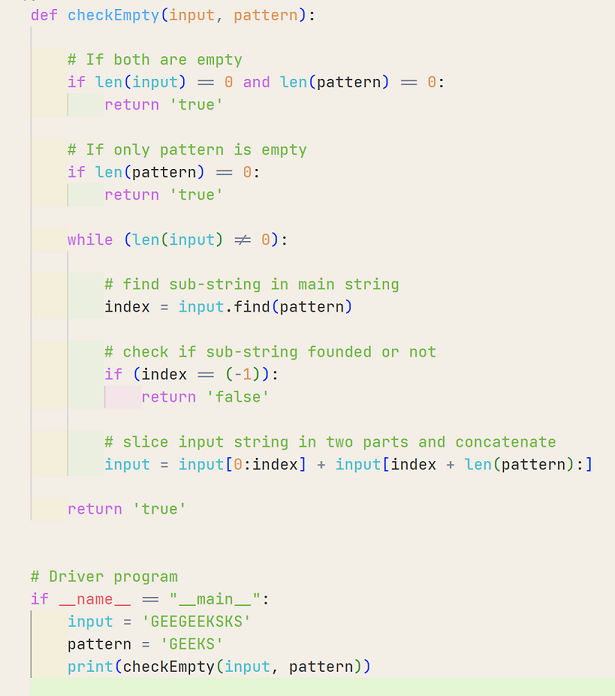 def checkEmpty(input, pattern):
# If both are empty
if len(input) == 0 and len(pattern) == 0:
return 'true'
# If only pattern is empty
if len(pattern) == 0:
return 'true'
while (len(input) != 0):
# find sub-string in main string
index = input.find(pattern)
# check if sub-string founded or not
if (index == (-1)):
return 'false'
# slice input string in two parts and concatenate
input = input[0:index] + input[index + len(pattern):]
return 'true'
# Driver program
if __name__ == "__main__":
input = 'GEEGEEKSKS'
pattern = 'GEEKS'
print(checkEmpty(input, pattern))